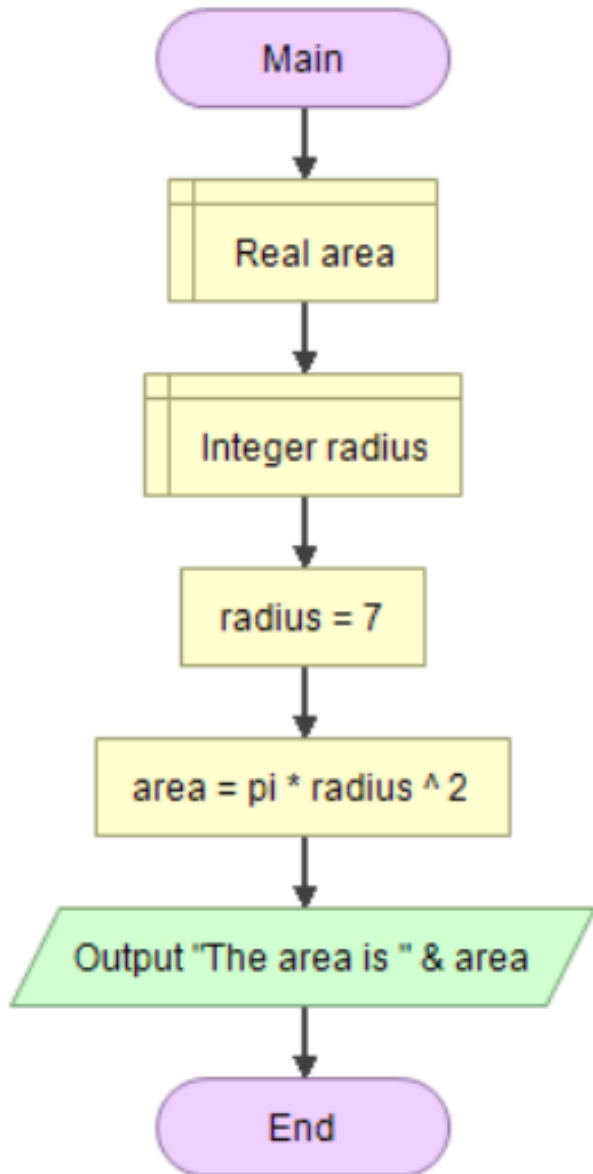 Main
Real area
Integer radius
radius = 7
area = pi * radius ^ 2
Output "The area is " & area
End